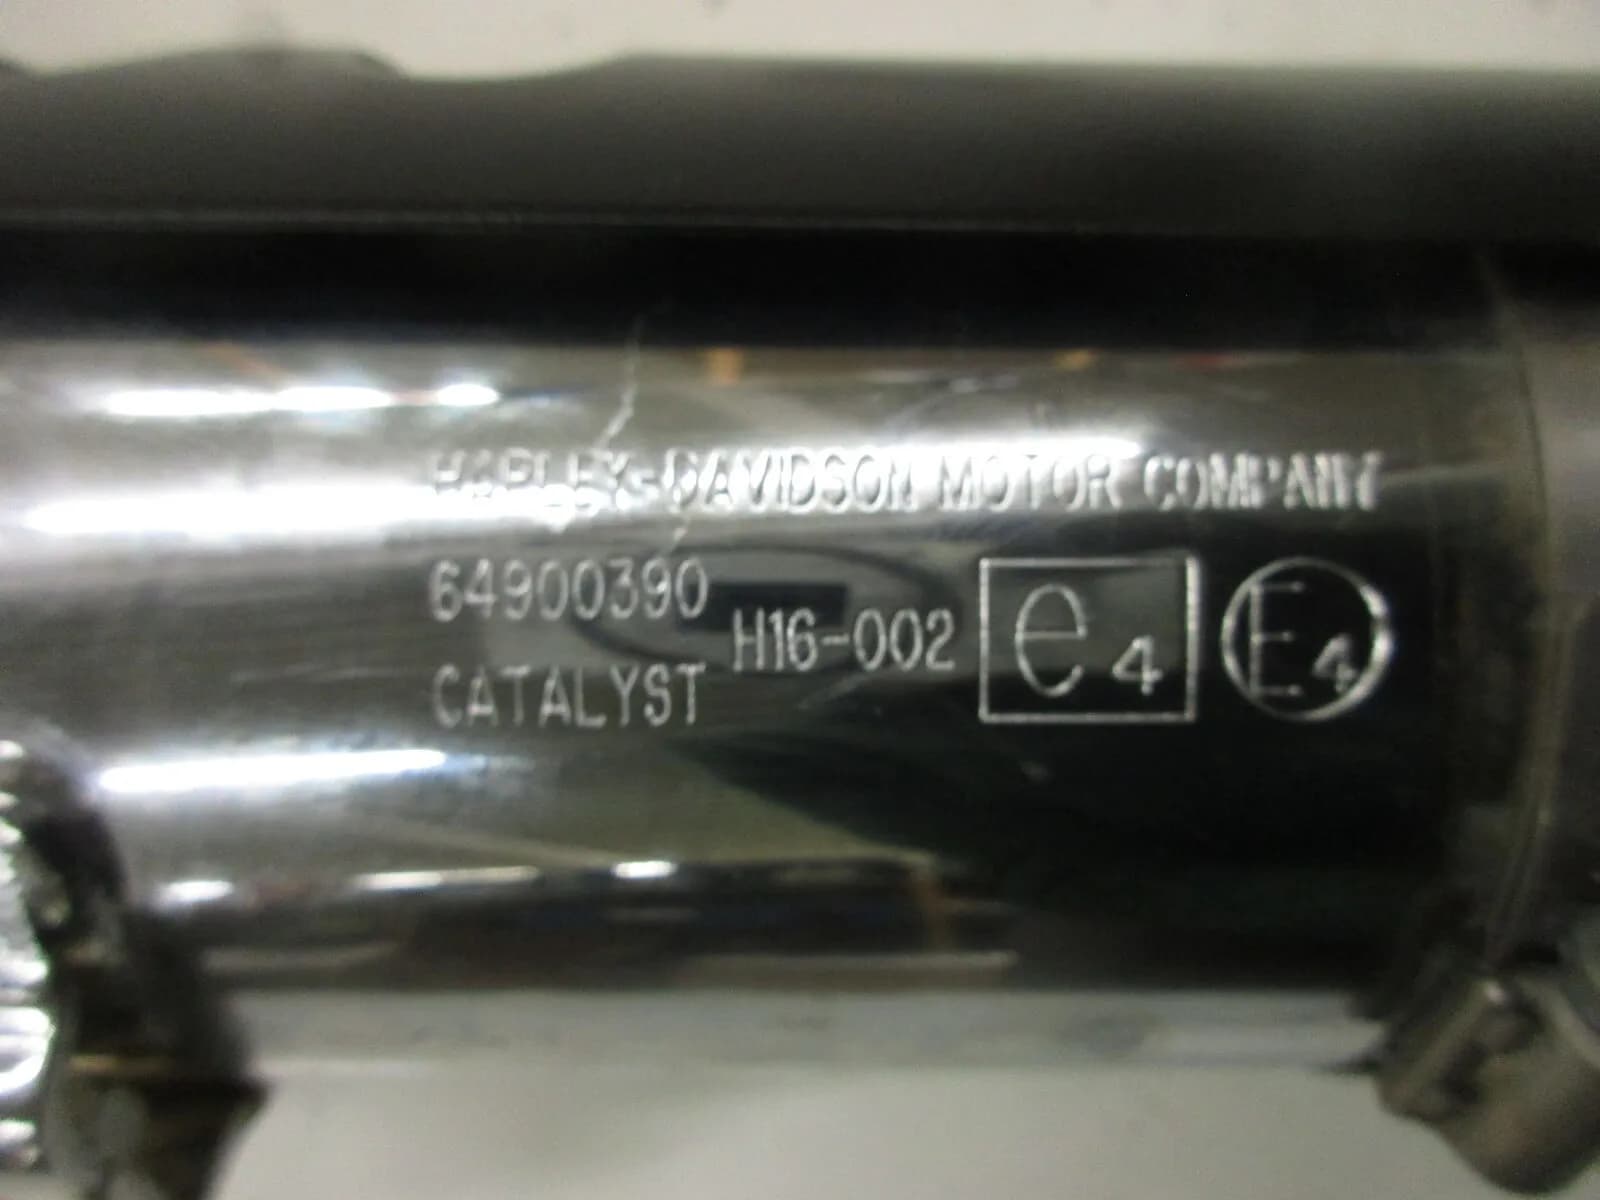 HARLEY-DAVIDSON MOTOR COMPANY
64900390
H16-002
e4
E4
CATALYST